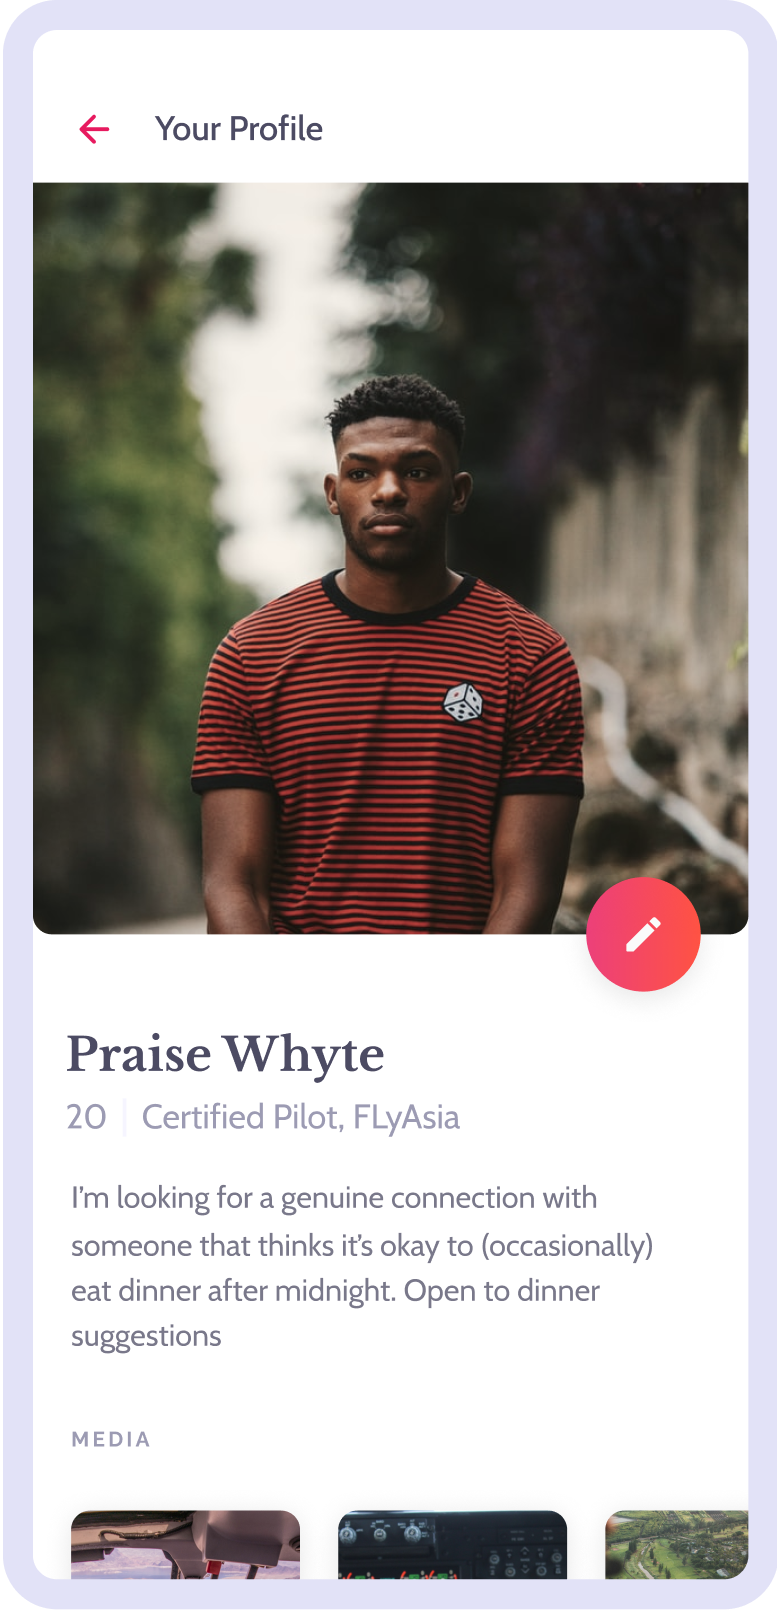 Your Profile
Praise Whyte
20 Certified Pilot, FLyAsia
I'm looking for a genuine connection with
someone that thinks it's okay to (occasionally)
eat dinner after midnight. Open to dinner
suggestions
MEDIA